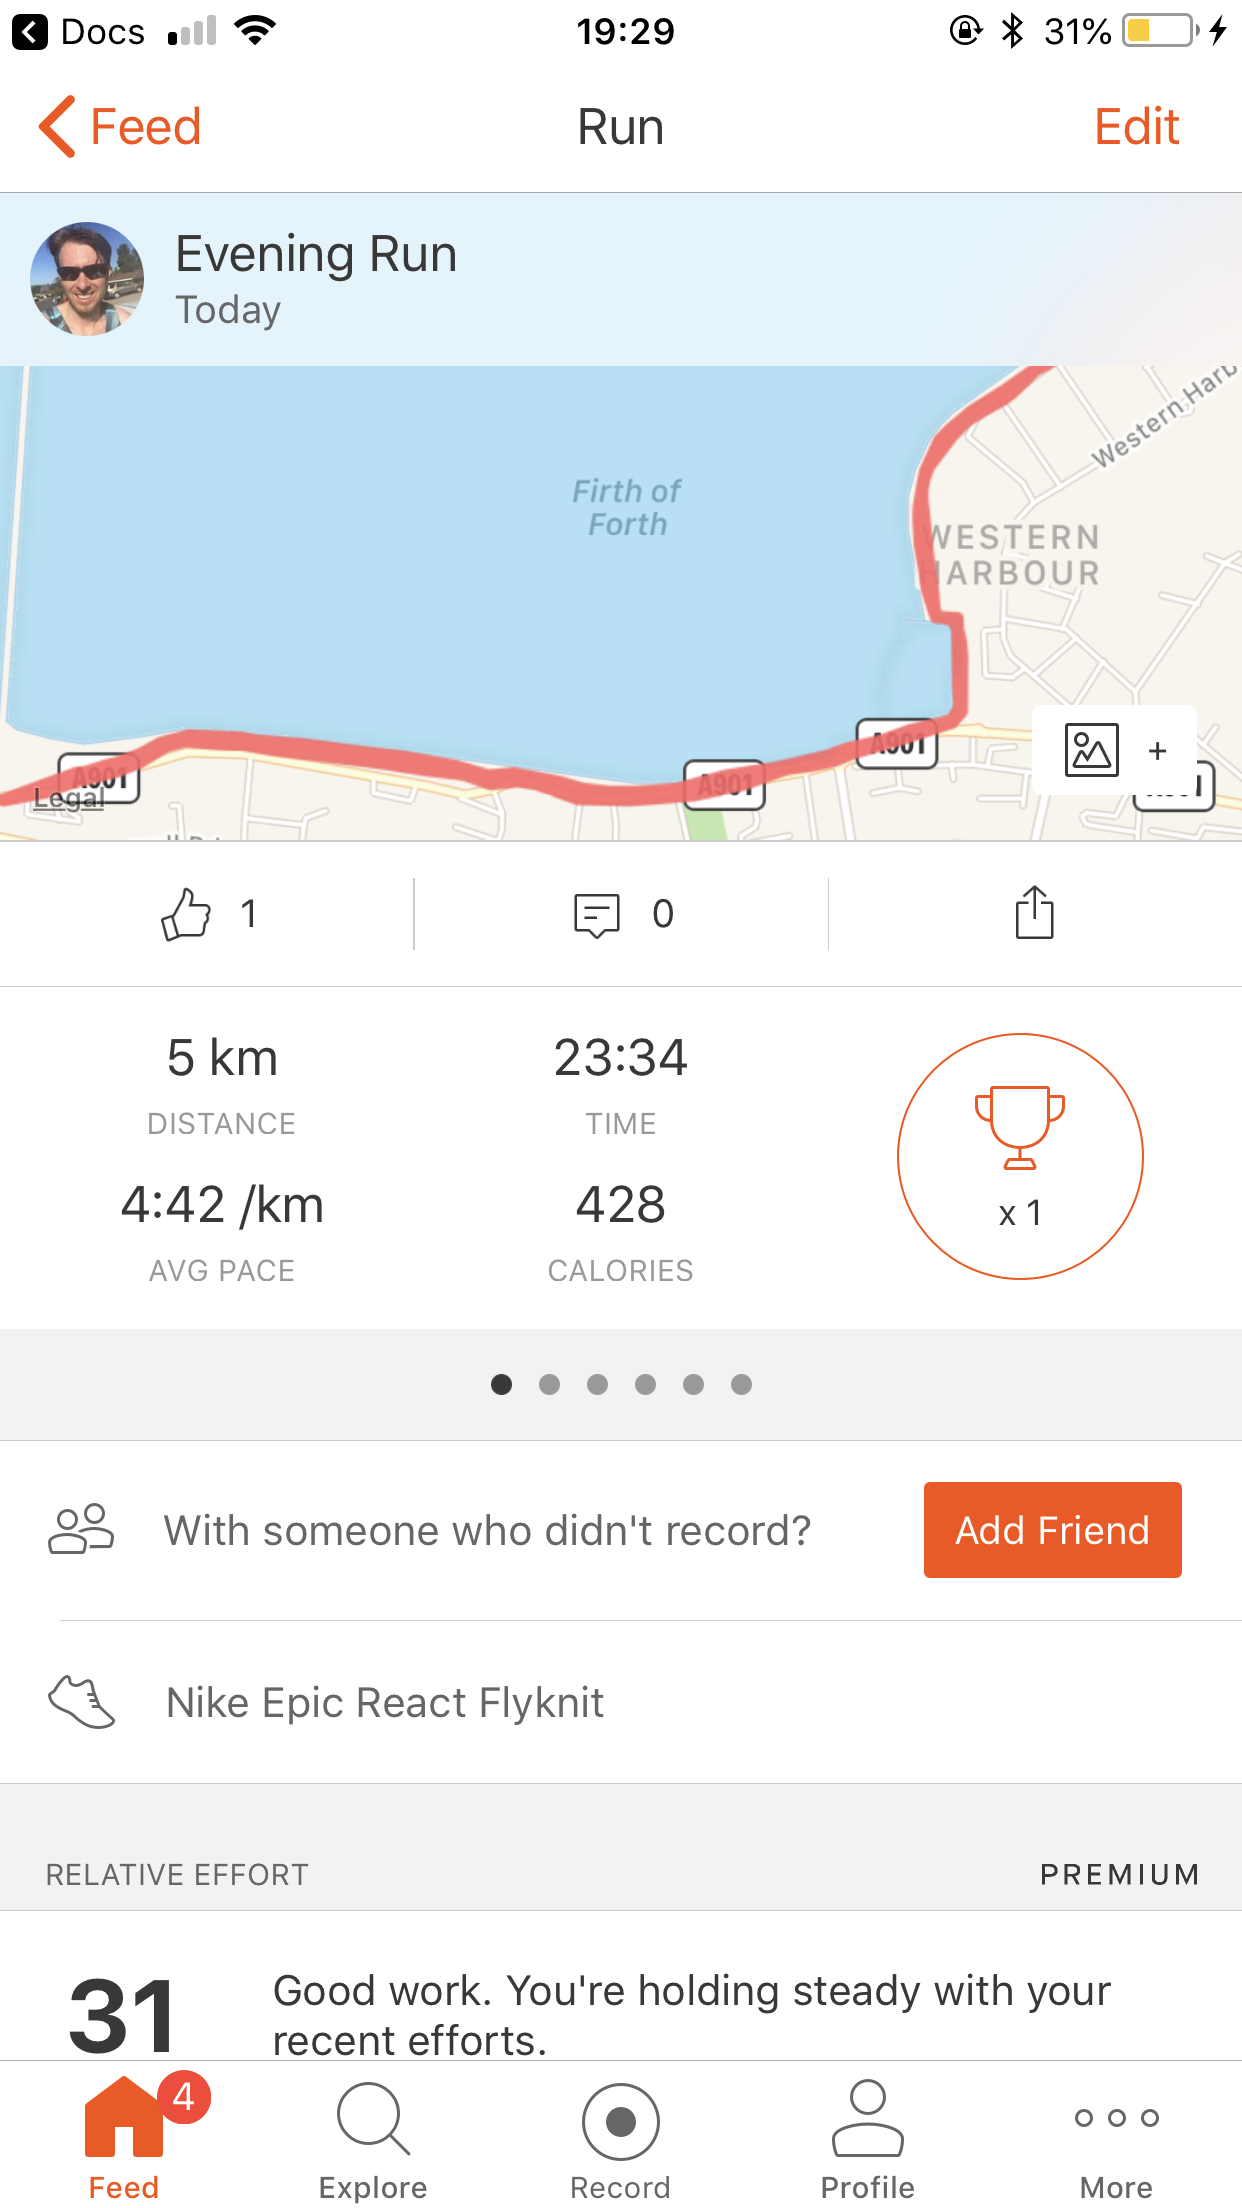 Docs
19:29
31%
Feed
Run
Edit
Evening Run
Today
Western Harb
Firth of
Forth
WESTERN
HARBOUR
A901
A901
A901
Legal
+
1
0
5 km
23:34
DISTANCE
TIME
x 1
4:42 /km
428
AVG PACE
CALORIES
With someone who didn't record?
Add Friend
Nike Epic React Flyknit
RELATIVE EFFORT
PREMIUM
31
Good work. You're holding steady with your
recent efforts.
4
Feed
Explore
Record
Profile
More